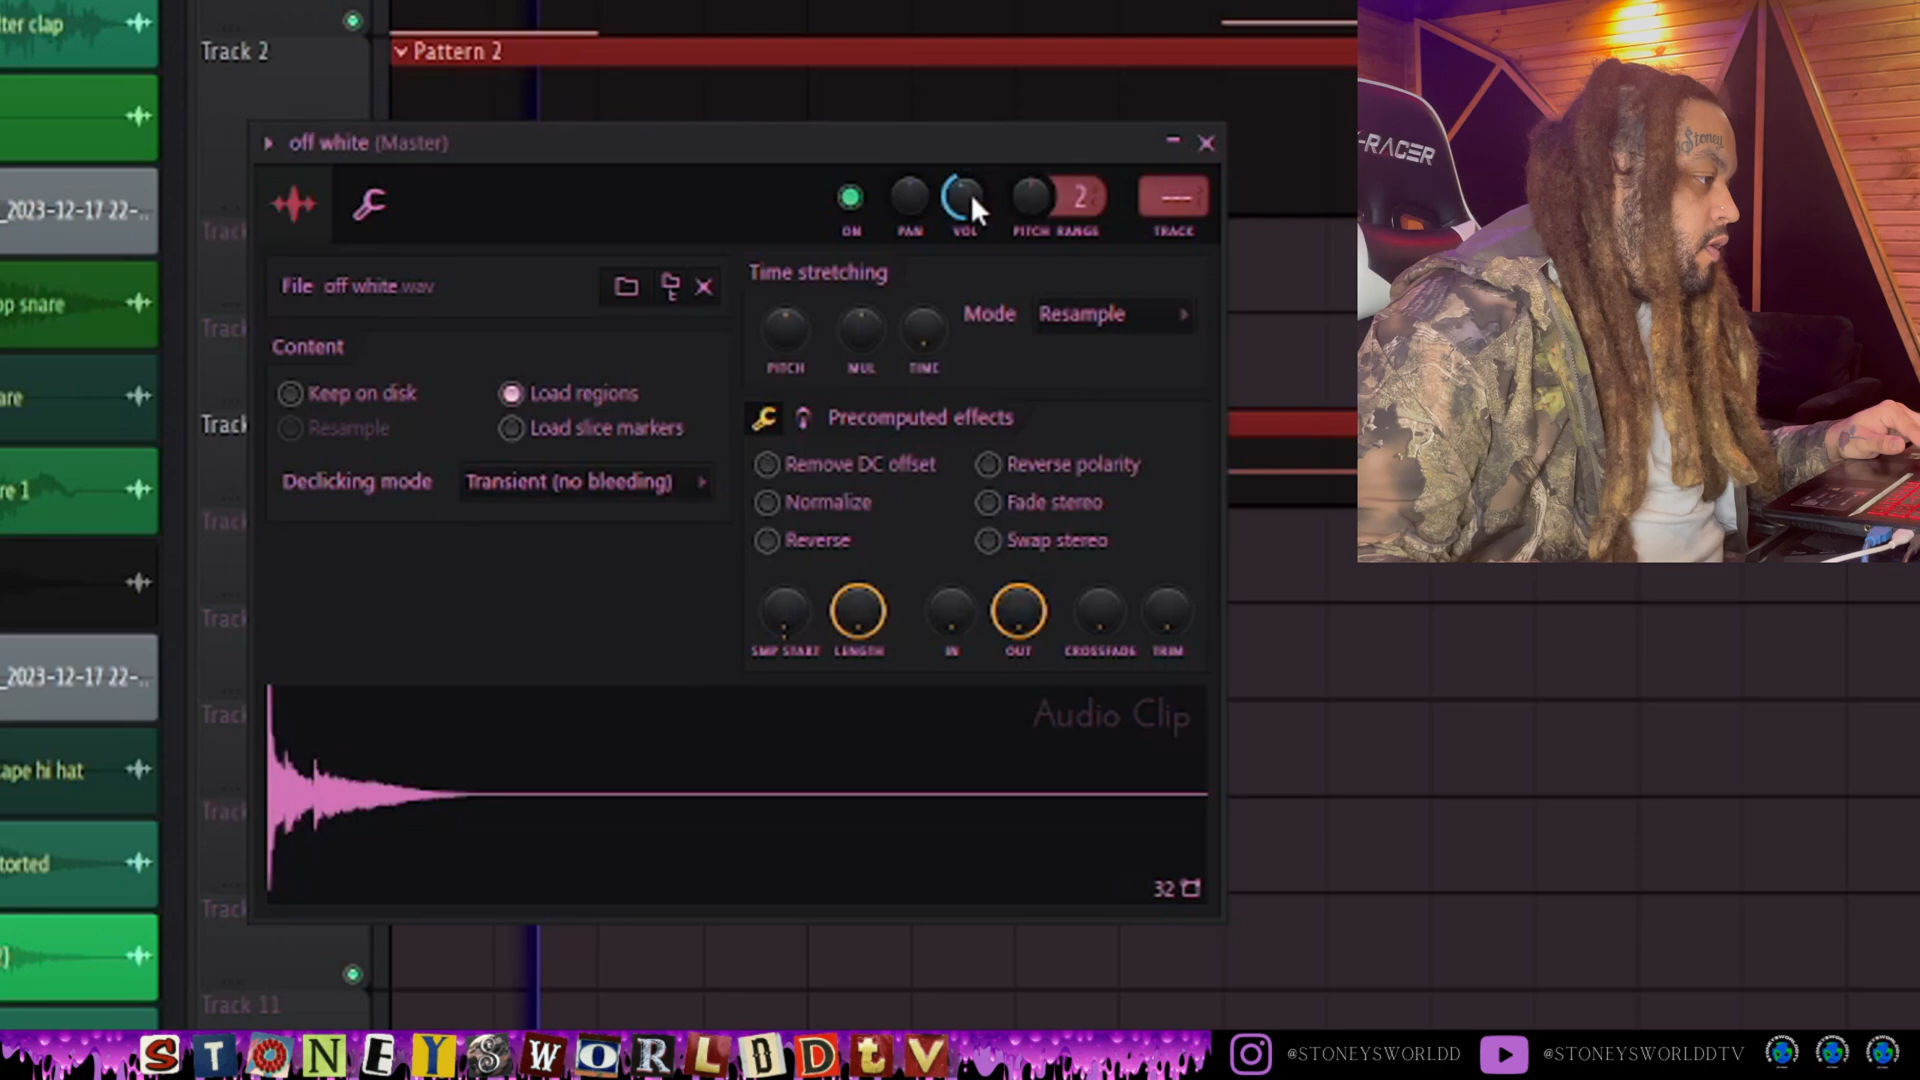 lter clap
Track 2
Pattern 2
off white (Master)
_2023-12-17 22-..
ON
PAN
VOL
PITCH
RANGE
2
---
TRACK
File off white.wav
Time stretching
Mode
Resample
PITCH
MUL
TIME
op snare
Content
Keep on disk
Load regions
Resample
Load slice markers
are
Track
Precomputed effects
Declicking mode
Transient (no bleeding)
Remove DC offset
Reverse polarity
Normalize
Fade stereo
Reverse
Swap stereo
re 1
SMP START
LENGTH
IN
OUT
CROSSFADE
TRIM
_2023-12-17 22-..
Audio Clip
ape hi hat
torted
32
Track 11
X-RACER
Stoney
STONEYSWORLDDtV
@STONEYSWORLDD
@STONEYSWORLDDTV